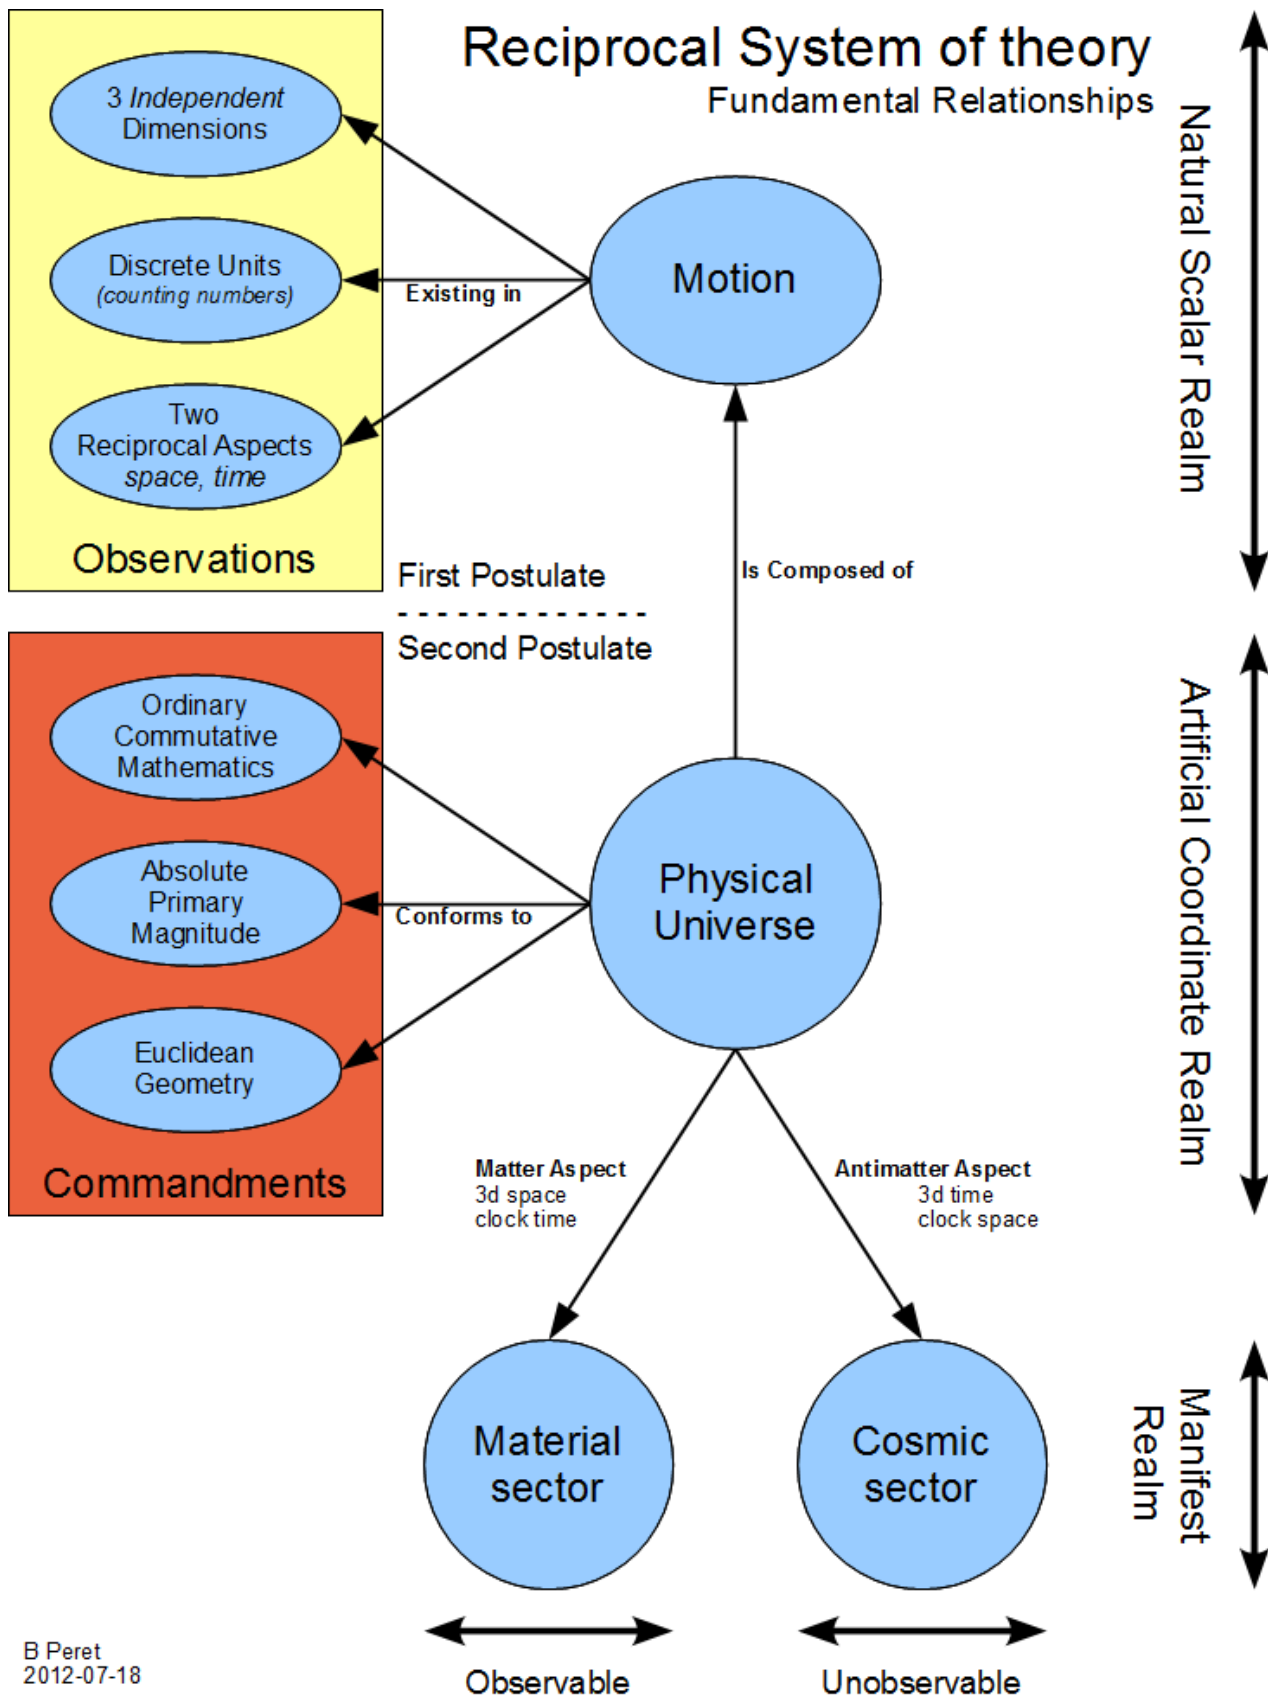 Reciprocal System of theory
Fundamental Relationships
3 Independent
Dimensions
Discrete Units
(counting numbers)
Two
Reciprocal Aspects
space, time
Observations
Existing in
Motion
Natural Scalar Realm
First Postulate
- - - - - - - - - - - - -
Second Postulate
Is Composed of
Ordinary
Commutative
Mathematics
Absolute
Primary
Magnitude
Euclidean
Geometry
Commandments
Conforms to
Physical
Universe
Artificial Coordinate Realm
Matter Aspect
3d space
clock time
Antimatter Aspect
3d time
clock space
Material
sector
Cosmic
sector
Manifest
Realm
Observable
Unobservable
B Peret
2012-07-18